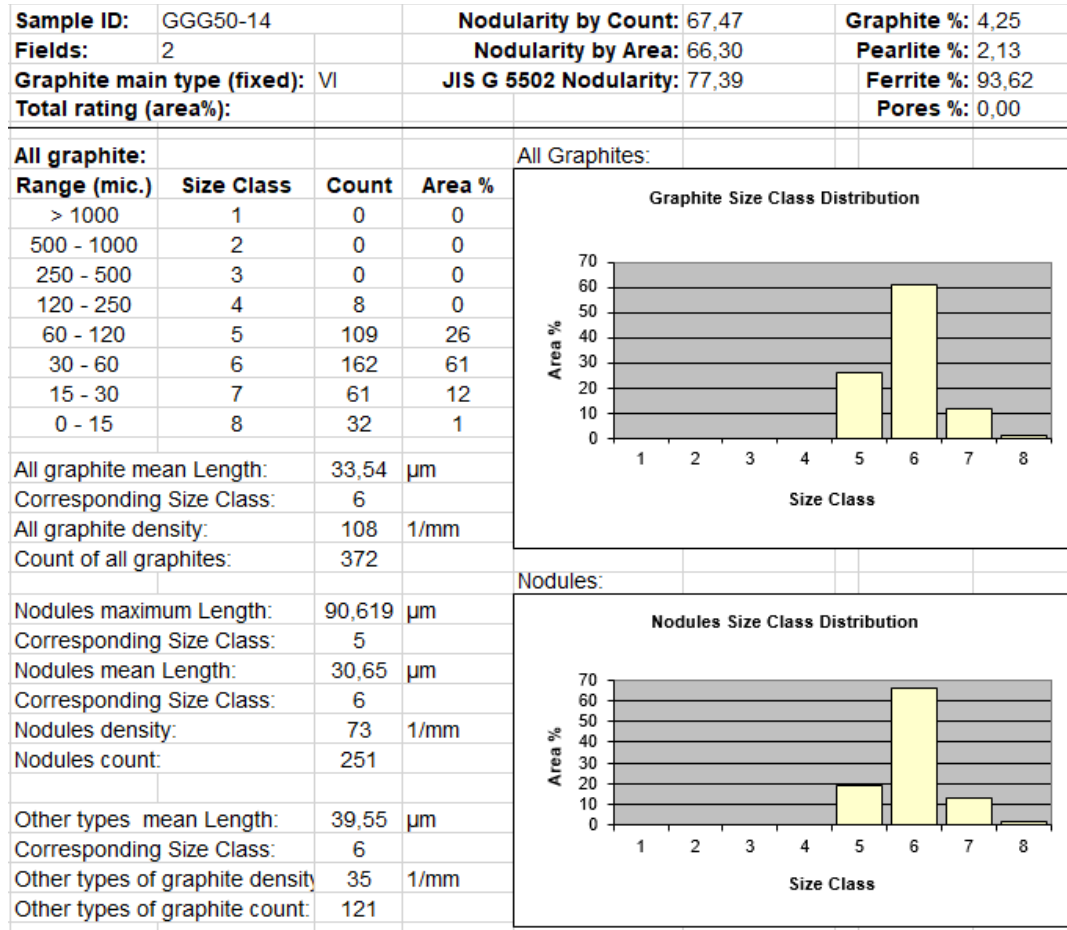 Sample ID: GGG50-14 Nodularity by Count: 67,47 Graphite %: 4,25
Fields: 2 Nodularity by Area: 66,30 Pearlite %: 2,13
Graphite main type (fixed): VI JIS G 5502 Nodularity: 77,39 Ferrite %: 93,62
Total rating (area%): Pores %: 0,00
All graphite:
Range (mic.) Size Class Count Area %
> 1000 1 0 0
500 - 1000 2 0 0
250 - 500 3 0 0
120 - 250 4 8 0
60 - 120 5 109 26
30 - 60 6 162 61
15 - 30 7 61 12
0 - 15 8 32 1
All graphite mean Length: 33,54 µm
Corresponding Size Class: 6
All graphite density: 108 1/mm
Count of all graphites: 372
Nodules maximum Length: 90,619 µm
Corresponding Size Class: 5
Nodules mean Length: 30,65 µm
Corresponding Size Class: 6
Nodules density: 73 1/mm
Nodules count: 251
Other types mean Length: 39,55 µm
Corresponding Size Class: 6
Other types of graphite density 35 1/mm
Other types of graphite count: 121
All Graphites:
Graphite Size Class Distribution
Area %
70
60
50
40
30
20
10
0
1 2 3 4 5 6 7 8
Size Class
Nodules:
Nodules Size Class Distribution
Area %
70
60
50
40
30
20
10
0
1 2 3 4 5 6 7 8
Size Class